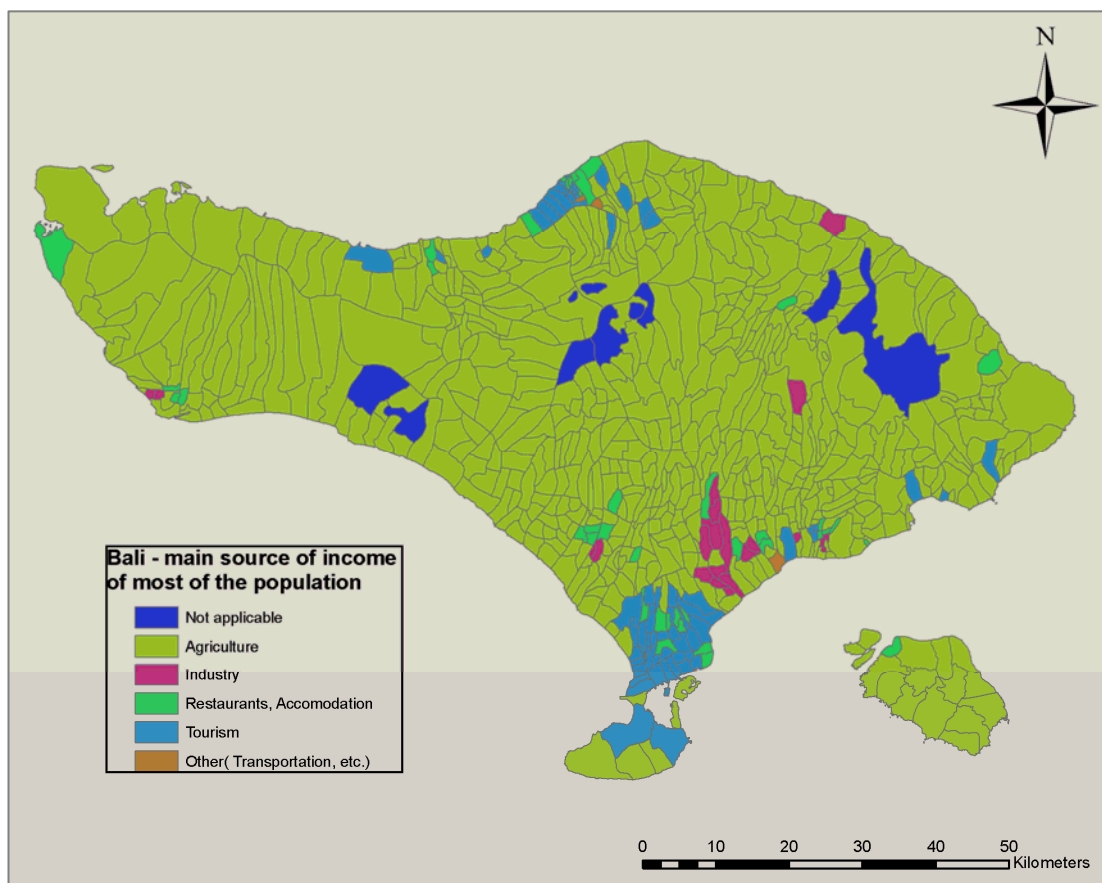 N
Bali - main source of income
of most of the population
Not applicable
Agriculture
Industry
Restaurants, Accomodation
Tourism
Other( Transportation, etc.)
0 10 20 30 40 50
Kilometers